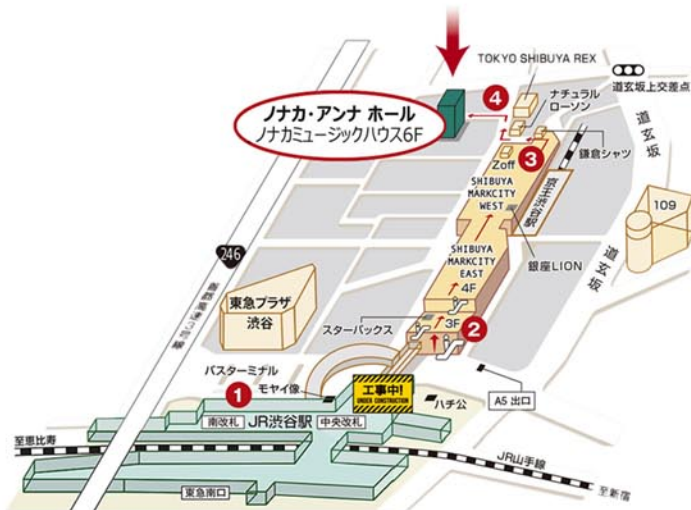 TOKYO SHIBUYA REX
道玄坂上交差点
ノナカ・アンナ ホール
ノナカミュージックハウス6F
4
ナチュラル
ローソン
道玄坂
鎌倉シャツ
3
Zoff
SHIBUYA
MARKCITY
WEST
京王渋谷駅
109
246
銀座LION
SHIBUYA
MARKCITY
EAST
道玄坂
4F
東急プラザ
渋谷
スターバックス
3F
2
バスターミナル
モヤイ像
1
工事中!
UNDER CONSTRUCTION
ハチ公
A5 出口
南改札
JR渋谷駅
中央改札
至恵比寿
JR山手線
東急南口
至新宿